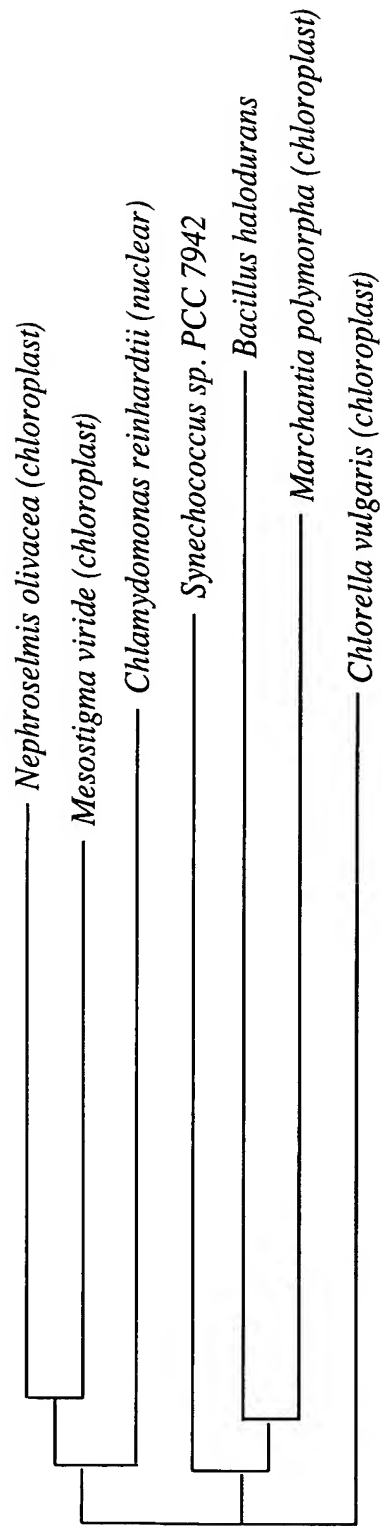 Nephroselmis olivacea (chloroplast)
Mesostigma viride (chloroplast)
Chlamydomonas reinhardtii (nuclear)
Synechococcus sp. PCC 7942
Bacillus halodurans
Marchantia polymorpha (chloroplast)
Chlorella vulgaris (chloroplast)